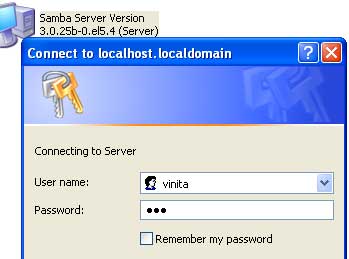 Samba Server Version
3.0.25b-0.el5.4 (Server)
Connect to localhost.localdomain
Connecting to Server
User name: vinita
Password: •••
Remember my password